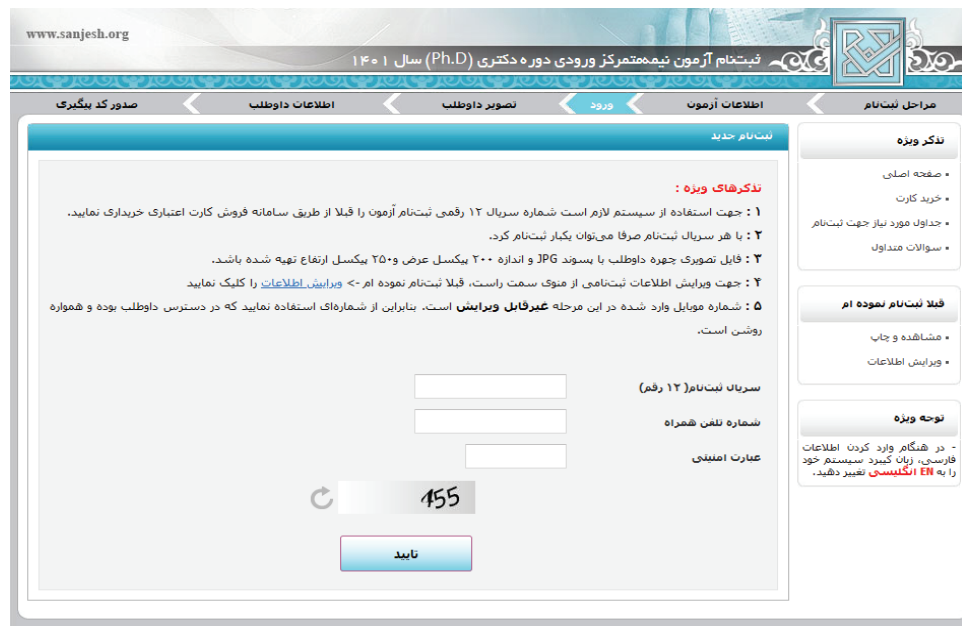 www.sanjesh.org
ثبت‌نام آزمون نیمه‌متمرکز ورودی دوره دکتری (Ph.D) سال ۱۴۰۱
مراحل ثبت‌نام
اطلاعات آزمون
ورود
تصویر داوطلب
اطلاعات داوطلب
صدور کد پیگیری
تذکر ویژه
صفحه اصلی
خرید کارت
جداول مورد نیاز جهت ثبت‌نام
سوالات متداول
قبلا ثبت‌نام نموده ام
مشاهده و چاپ
ویرایش اطلاعات
توجه ویژه
- در هنگام وارد کردن اطلاعات
فارسی، زبان کیبرد سیستم خود
را به EN انگلیسی تغییر دهید.
ثبت‌نام جدید
تذکرهای ویژه :
۱ : جهت استفاده از سیستم لازم است شماره سریال ۱۲ رقمی ثبت‌نام آزمون را قبلا از طریق سامانه فروش کارت اعتباری خریداری نمایید.
۲ : با هر سریال ثبت‌نام صرفا می‌توان یکبار ثبت‌نام کرد.
۳ : فایل تصویری چهره داوطلب با پسوند JPG و اندازه ۲۰۰ پیکسل عرض و۲۵۰ پیکسل ارتفاع تهیه شده باشد.
۴ : جهت ویرایش اطلاعات ثبت‌نامی از منوی سمت راست، قبلا ثبت‌نام نموده ام -> ویرایش اطلاعات را کلیک نمایید
۵ : شماره موبایل وارد شده در این مرحله غیرقابل ویرایش است. بنابراین از شماره‌ای استفاده نمایید که در دسترس داوطلب بوده و همواره
روشن است.
سریال ثبت‌نام( ۱۲ رقم)
شماره تلفن همراه
عبارت امنیتی
455
تایید